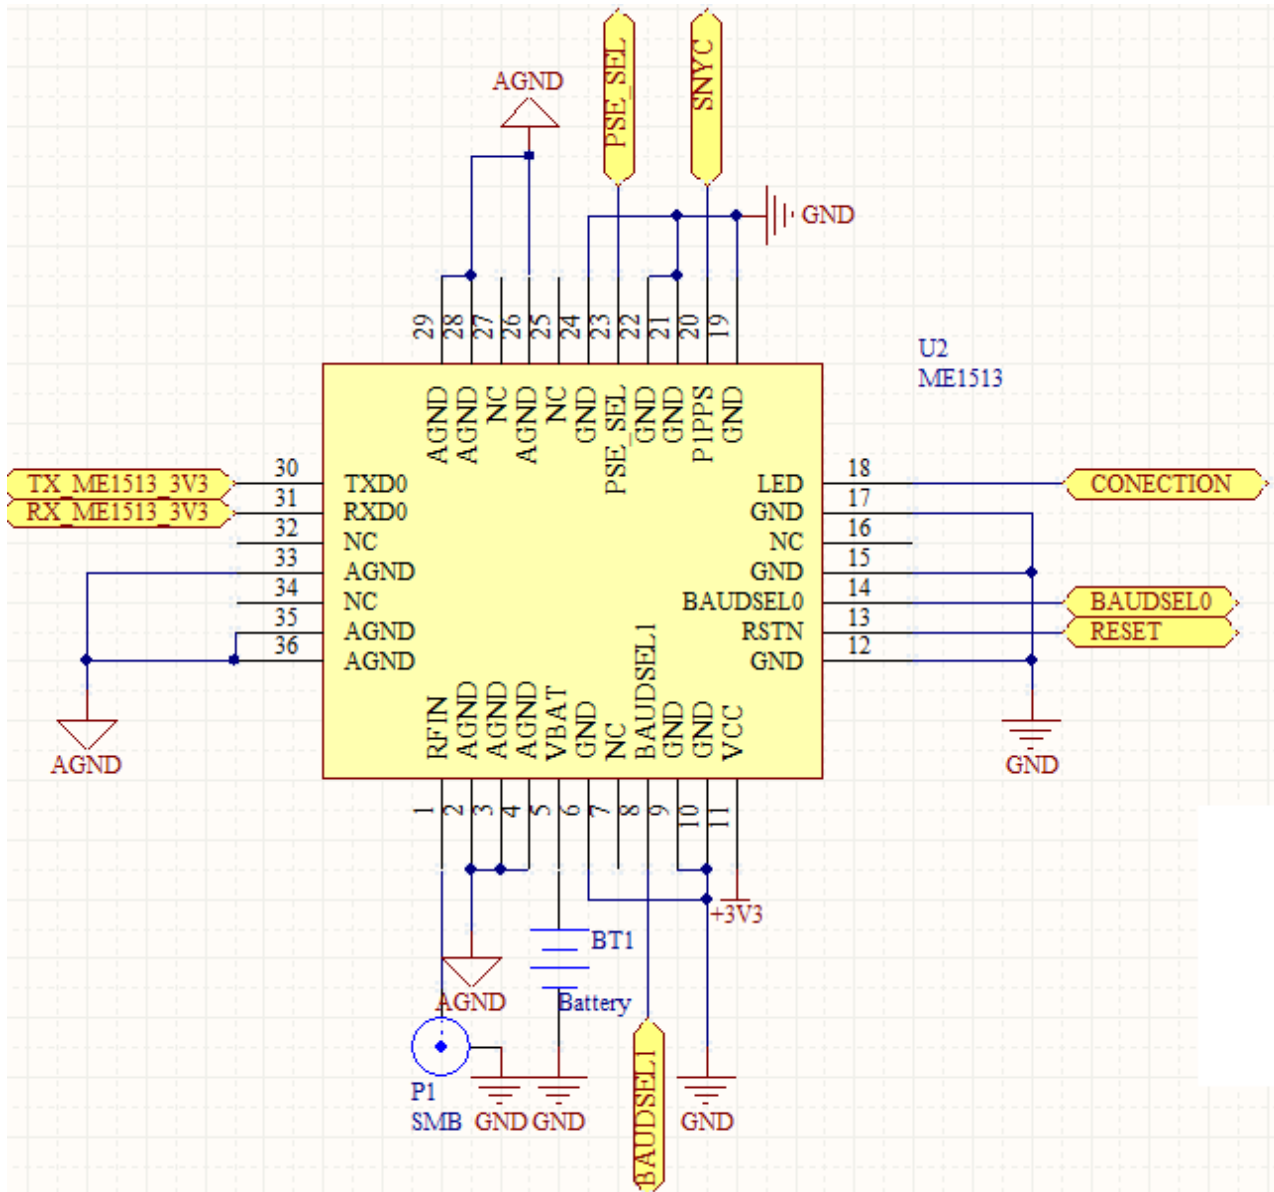 PSE_SEL
SNYC
AGND
GND
29
28
27
26
25
24
23
22
21
20
19
U2
ME1513
AGND
AGND
NC
AGND
NC
GND
PSE_SEL
GND
GND
P1PPS
GND
TX_ME1513_3V3
30
TXD0
LED
18
CONECTION
RX_ME1513_3V3
31
RXD0
GND
17
32
NC
NC
16
33
AGND
GND
15
34
NC
BAUDSEL0
14
BAUDSEL0
35
AGND
RSTN
13
RESET
36
AGND
GND
12
RFIN
AGND
AGND
AGND
VBAT
GND
NC
BAUDSEL1
GND
GND
VCC
AGND
GND
1
2
3
4
5
6
7
8
9
10
11
+3V3
BT1
AGND
Battery
P1
SMB
GND
GND
BAUDSEL1
GND